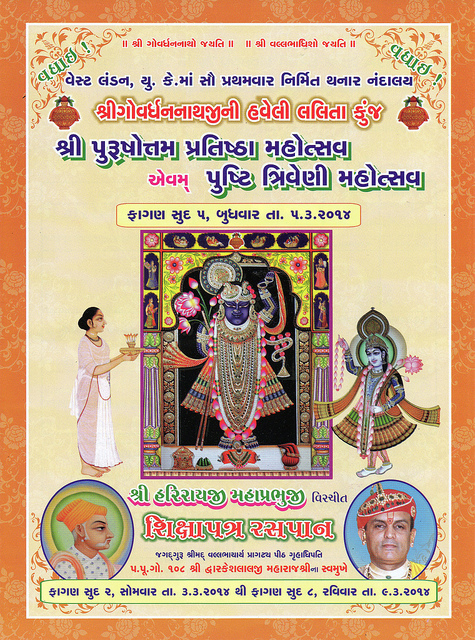 ॥ શ્રી ગોવર્ધનનાથો જયતિ ॥ ॥ શ્રી વલ્લભાધિશો જયતિ ॥
વધાઇ ! વધાઇ !
વેસ્ટ લંડન, યુ. કે.માં સૌ પ્રથમવાર નિર્મિત થનાર નંદાલય
શ્રીગોવર્ધનનાથજીની હવેલી લલિતા કુંજ
શ્રી પુરૂષોત્તમ પ્રતિષ્ઠા મહોત્સવ
એવમ્ પુષ્ટિ ત્રિવેણી મહોત્સવ
ફાગણ સુદ ૫, બુધવાર તા. ૫.૩.૨૦૧૪
શ્રી હરિરાયજી મહાપ્રભુજી વિરચીત
શિક્ષાપત્ર રસપાન
જગદ્ગુરૂ શ્રીમદ્ વલ્લભાચાર્ય પ્રાગટય પીઠ ગૃહાધિપતિ
પ.પૂ.ગો. ૧૦૮ શ્રી દ્વારકેશલાલજી મહારાજશ્રીના સ્વમુખે
ફાગણ સુદ ૨, સોમવાર તા. ૩.૩.૨૦૧૪ થી ફાગણ સુદ ૮, રવિવાર તા. ૯.૩.૨૦૧૪